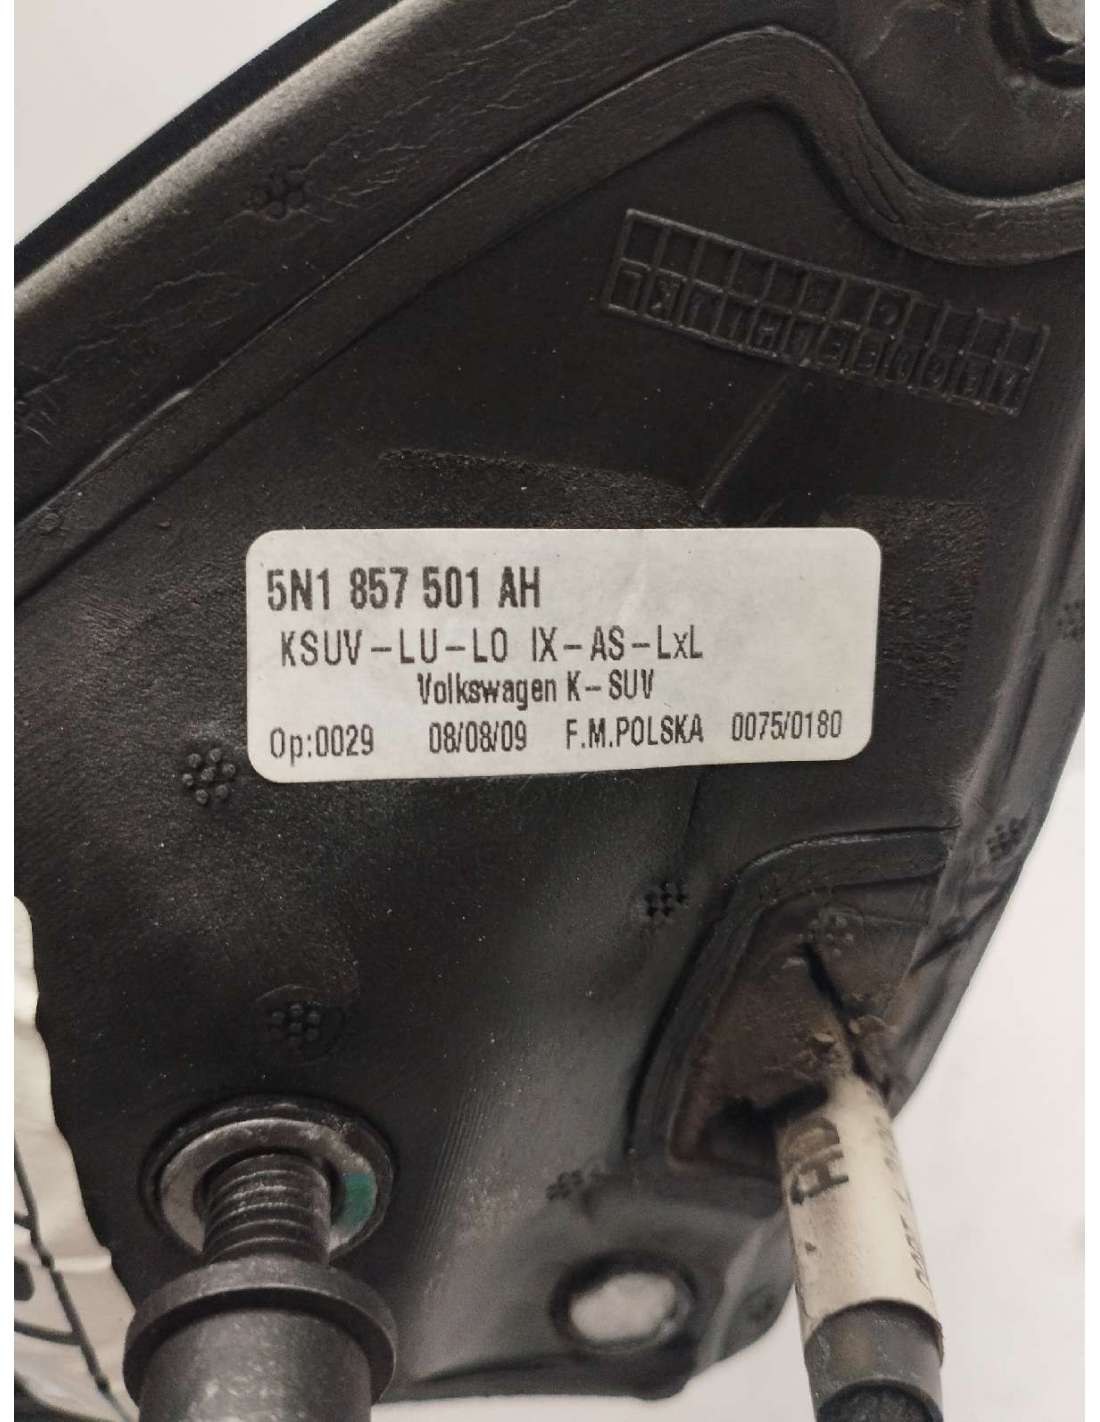 5N1 857 501 AH
KSUV-LU-LO IX-AS-LxL
Volkswagen K-SUV
Op:0029 08/08/09 F.M.POLSKA 0075/0180
HD